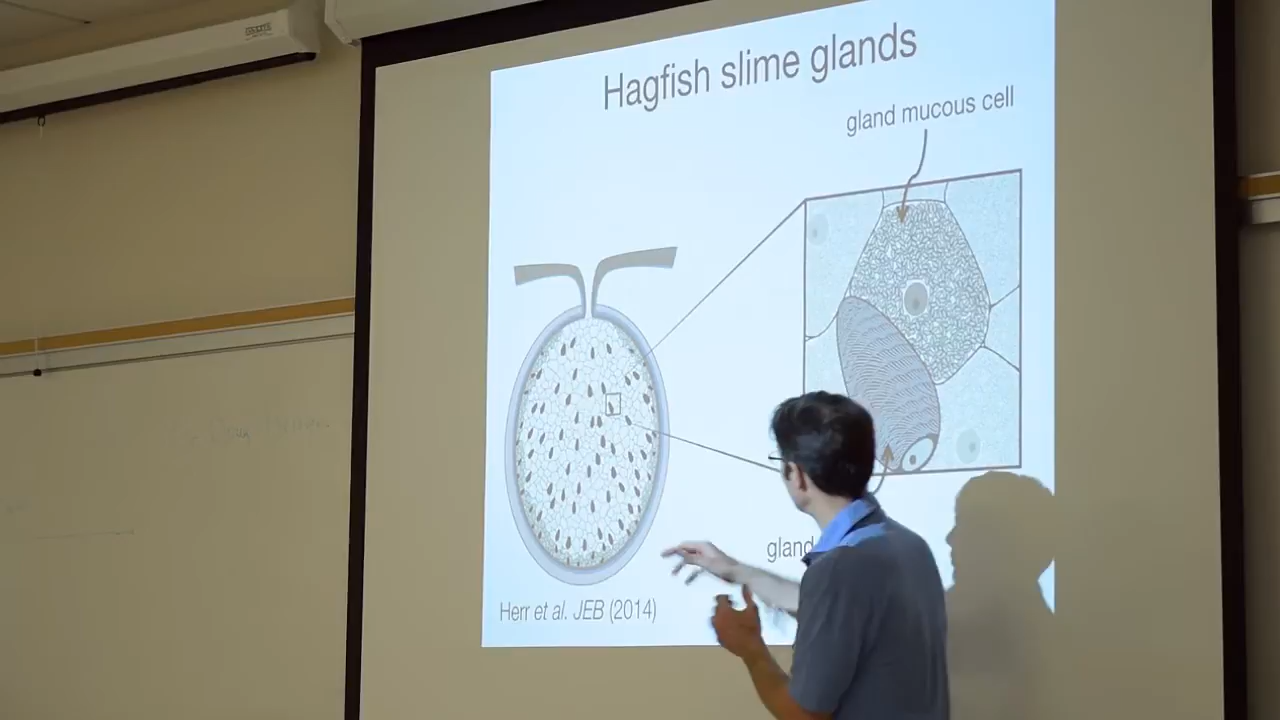 Hagfish slime glands
gland mucous cell
gland
Herr et al. JEB (2014)